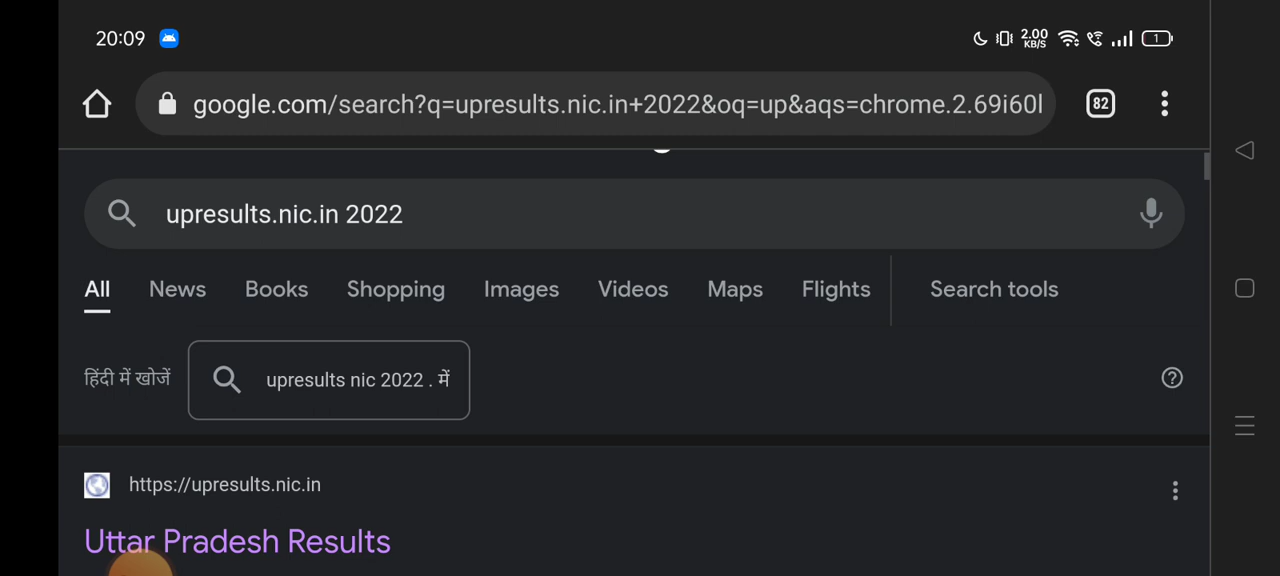 20:09
2.00
KB/S
1
google.com/search?q=upresults.nic.in+2022&oq=up&aqs=chrome.2.69i60l
82
upresults.nic.in 2022
All News Books Shopping Images Videos Maps Flights Search tools
हिंदी में खोजें
upresults nic 2022 . में
https://upresults.nic.in
Uttar Pradesh Results